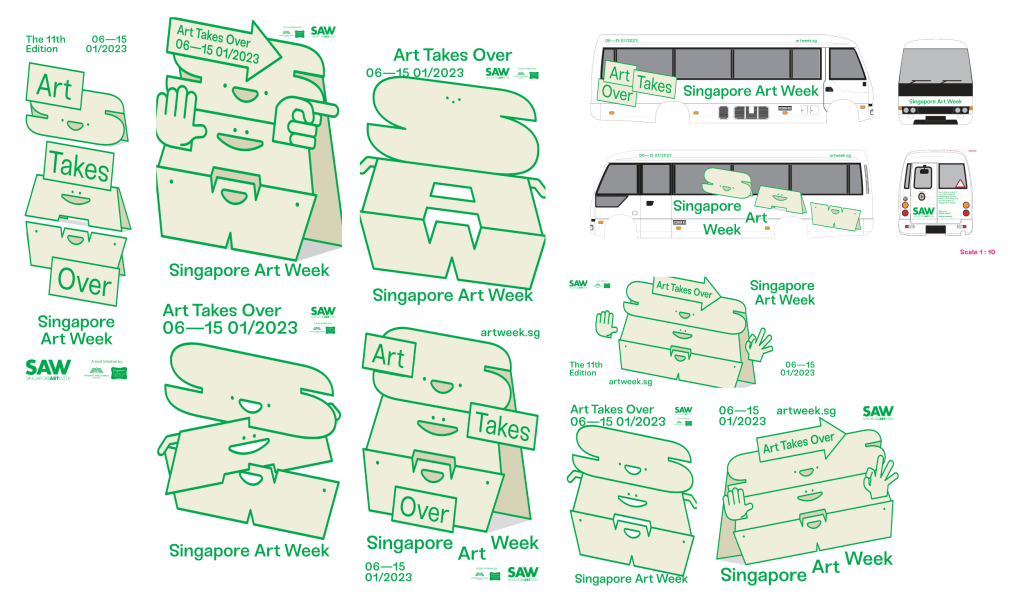 The 11th
Edition
06—15
01/2023
Art
Takes
Over
Singapore
Art Week
SAW
SINGAPORE ART WEEK
A joint initiative by:
Art Takes Over
06—15 01/2023
SAW
Singapore Art Week
Art Takes Over
06—15 01/2023
SAW
Singapore Art Week
Art Takes Over
06—15 01/2023
SAW
Singapore Art Week
artweek.sg
Art
Takes
Over
Singapore Art Week
06—15
01/2023
SAW
06—15 01/2023
artweek.sg
Art
Takes
Over
Singapore Art Week
Singapore Art Week
06—15 01/2023
artweek.sg
Singapore
Art
Week
SAW
Scale 1 : 10
SAW
Art Takes Over
Singapore
Art Week
The 11th
Edition
artweek.sg
06—15
01/2023
Art Takes Over
06—15 01/2023
SAW
Singapore Art Week
06—15
01/2023
artweek.sg
SAW
Art Takes Over
Singapore Art Week